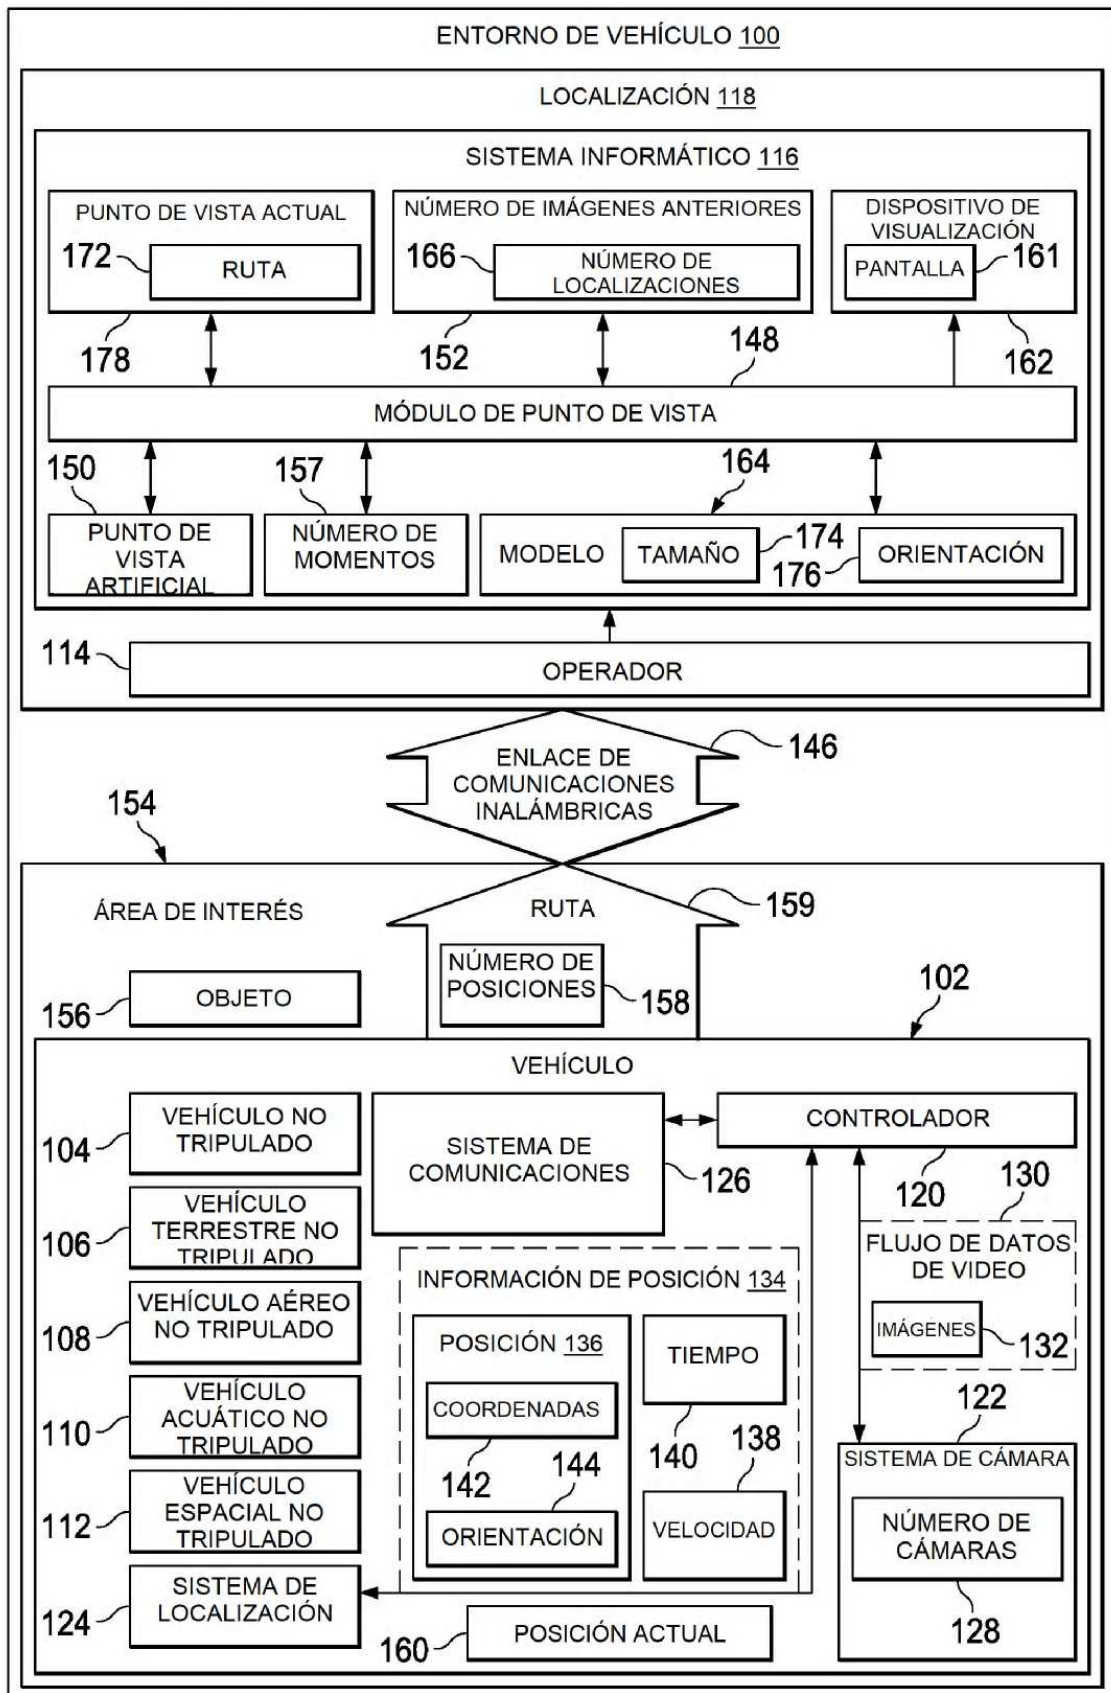 ENTORNO DE VEHÍCULO 100
LOCALIZACIÓN 118
SISTEMA INFORMÁTICO 116
PUNTO DE VISTA ACTUAL
172
RUTA
178
NÚMERO DE IMÁGENES ANTERIORES
166
NÚMERO DE
LOCALIZACIONES
152
DISPOSITIVO DE
VISUALIZACIÓN
PANTALLA
161
162
148
MÓDULO DE PUNTO DE VISTA
150
PUNTO DE
VISTA
ARTIFICIAL
157
NÚMERO DE
MOMENTOS
164
MODELO
TAMAÑO
174
176
ORIENTACIÓN
114
OPERADOR
146
ENLACE DE
COMUNICACIONES
INALÁMBRICAS
154
ÁREA DE INTERÉS
RUTA
159
156
OBJETO
NÚMERO DE
POSICIONES
158
102
VEHÍCULO
104
VEHÍCULO NO
TRIPULADO
106
VEHÍCULO
TERRESTRE NO
TRIPULADO
108
VEHÍCULO AÉREO
NO TRIPULADO
110
VEHÍCULO
ACUÁTICO NO
TRIPULADO
112
VEHÍCULO
ESPACIAL NO
TRIPULADO
124
SISTEMA DE
LOCALIZACIÓN
SISTEMA DE
COMUNICACIONES
126
CONTROLADOR
120
130
FLUJO DE DATOS
DE VIDEO
IMÁGENES
132
INFORMACIÓN DE POSICIÓN 134
POSICIÓN 136
COORDENADAS
142
144
ORIENTACIÓN
TIEMPO
140
138
VELOCIDAD
122
SISTEMA DE CÁMARA
NÚMERO DE
CÁMARAS
128
160
POSICIÓN ACTUAL